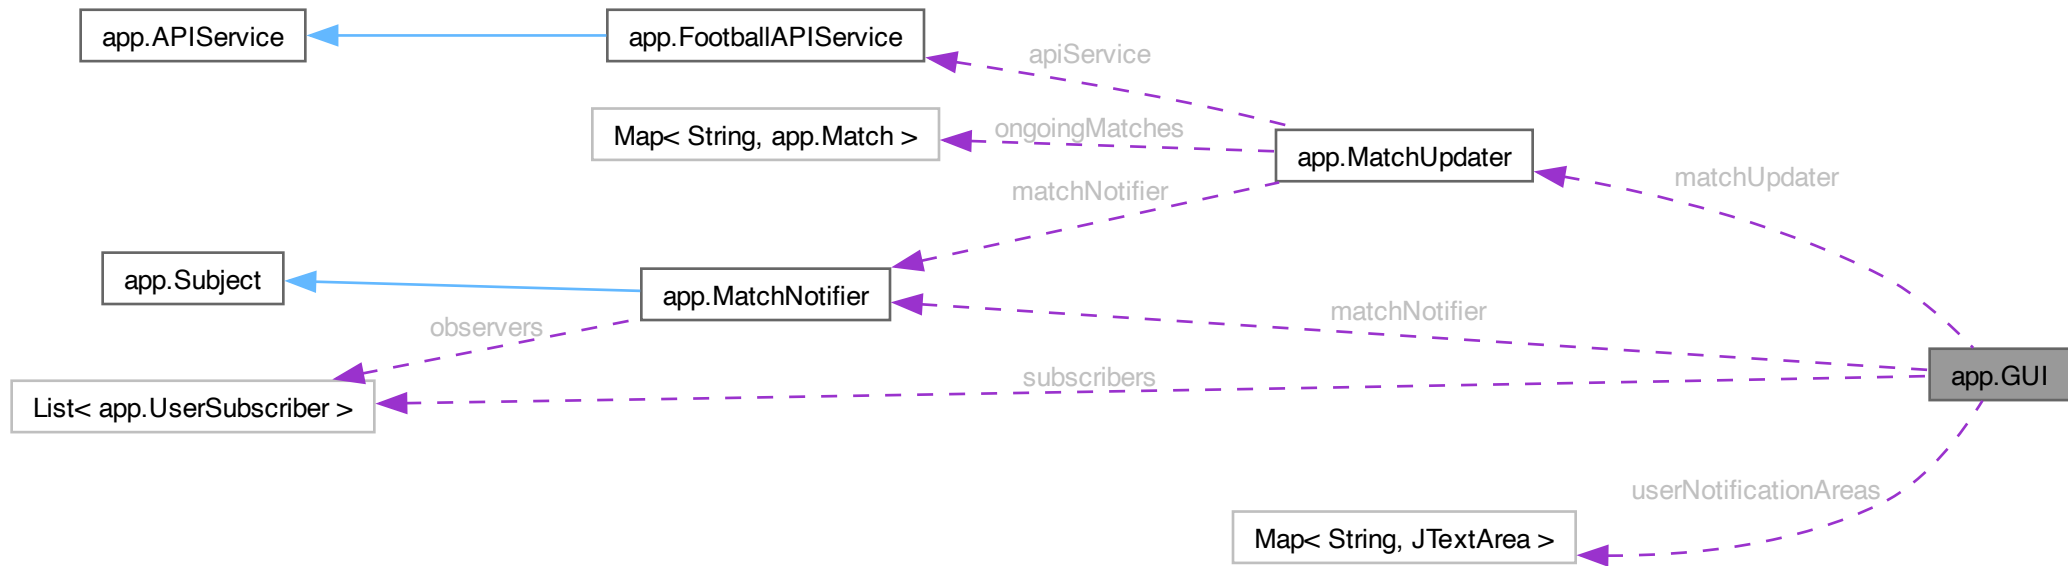 app.APIService
app.FootballAPIService
apiService
Map< String, app.Match >
ongoingMatches
app.MatchUpdater
matchNotifier
matchUpdater
app.Subject
app.MatchNotifier
observers
matchNotifier
List< app.UserSubscriber >
subscribers
app.GUI
userNotificationAreas
Map< String, JTextArea >